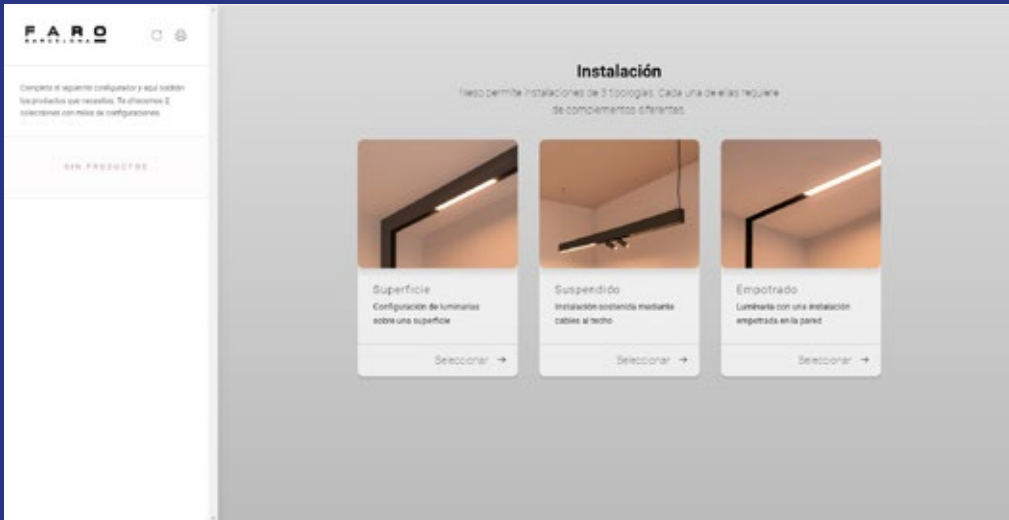 FARO
BARCELONA
Completa el siguiente configurador y aquí saldrán
los productos que necesitas. Te ofrecemos 2
colecciones con miles de configuraciones.
SIN PRODUCTOS
Instalación
permite instalaciones de 3 tipologías. Cada una de ellas requiere
de complementos diferentes.
Superficie
Configuración de luminarias
sobre una superficie
Seleccionar →
Suspendido
Instalación sostenida mediante
cables al techo
Seleccionar →
Empotrado
Luminaria con una instalación
empotrada en la pared
Seleccionar →